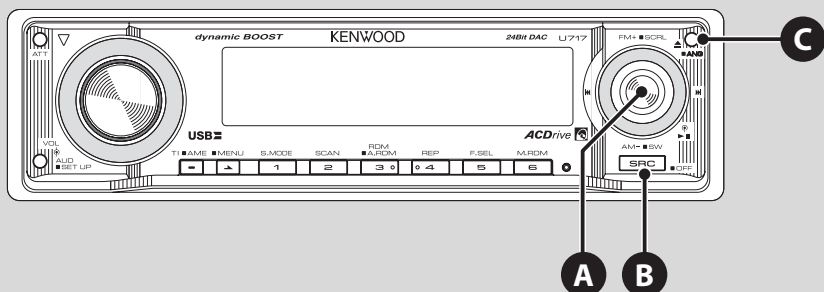 dynamic BOOST KENWOOD 24Bit DAC U717
ATT
FM+ ■SCRL
■ANG
C
USB
ACDrive
VOL
AUD
■SET UP
TI ■AME ■MENU S.MODE SCAN RDM ■A.RDM REP F.SEL M.RDM
1 2 3 4 5 6
AM– ■SW
SRC
■OFF
A B